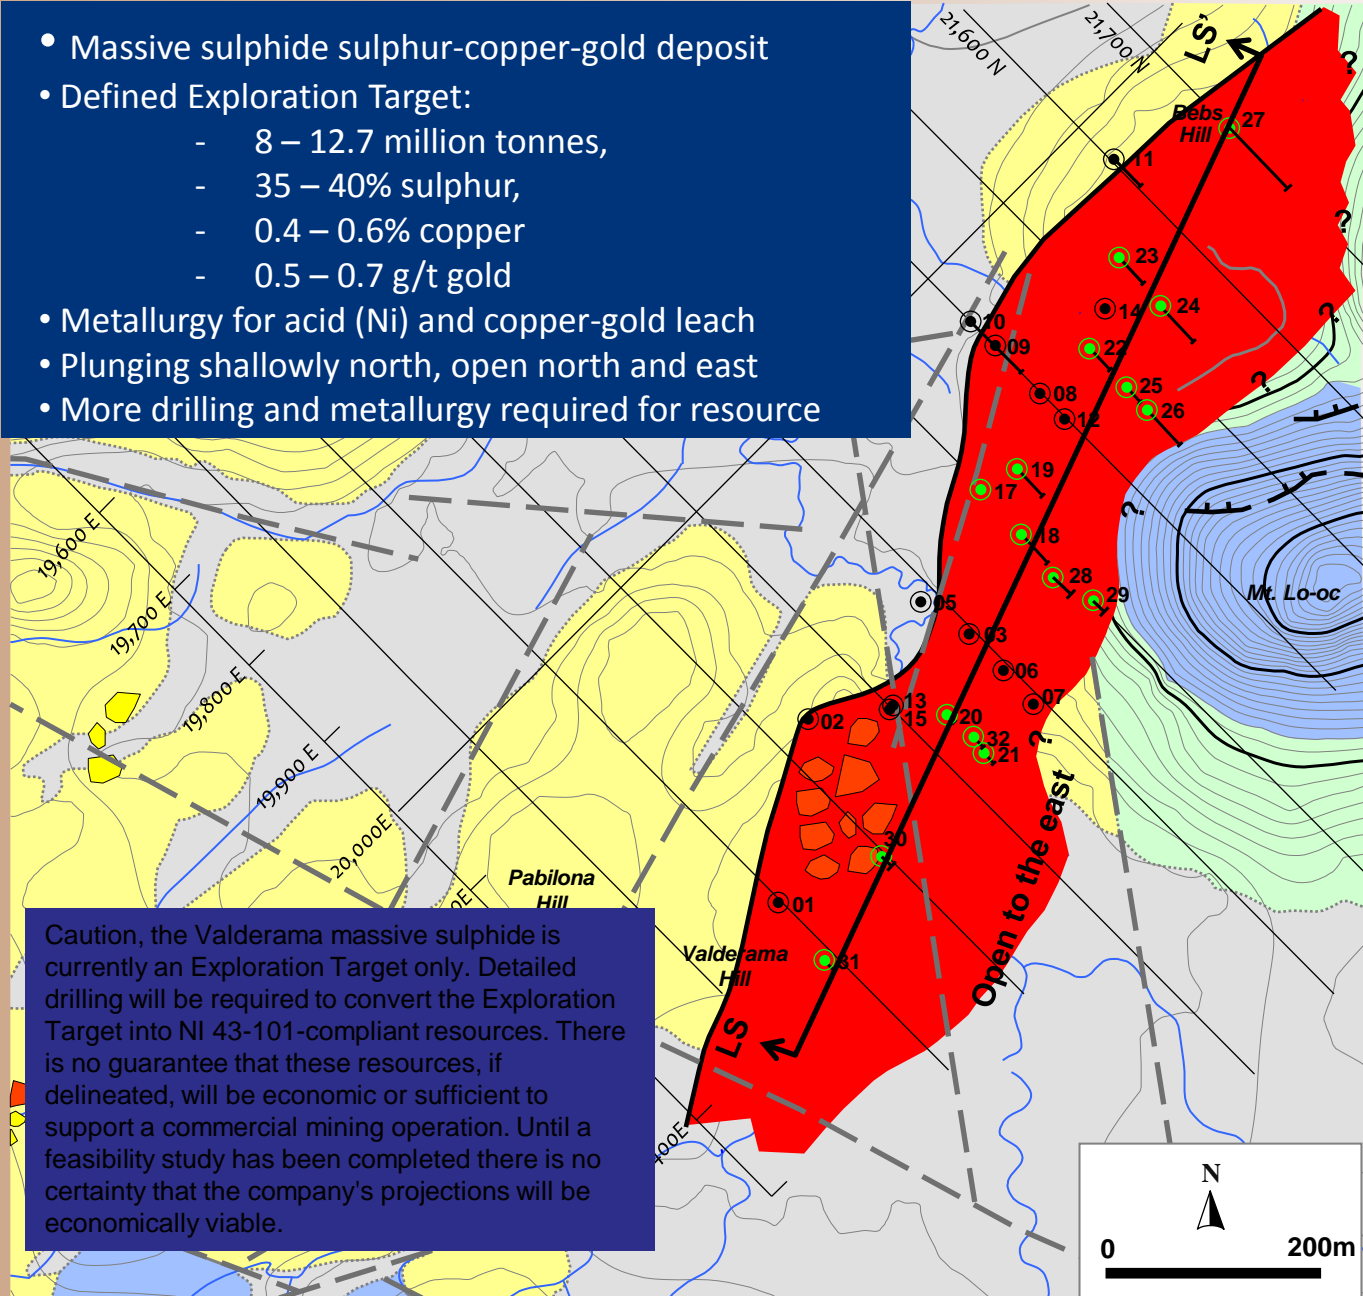 • Massive sulphide sulphur-copper-gold deposit
• Defined Exploration Target:
- 8 – 12.7 million tonnes,
- 35 – 40% sulphur,
- 0.4 – 0.6% copper
- 0.5 – 0.7 g/t gold
• Metallurgy for acid (Ni) and copper-gold leach
• Plunging shallowly north, open north and east
• More drilling and metallurgy required for resource
21,600 N
21,700 N
LS'
?
Bebs
Hill
27
11
?
23
14
24
?
10
09
22
25
26
?
08
12
19
17
?
18
28
29
Mt. Lo-oc
05
03
06
07
13
15
02
20
32
21
?
30
01
31
Open to the east
19,600 E
19,700 E
19,800 E
19,900 E
20,000E
0E
Pabilona
Hill
Valderama
Hill
LS
400E
Caution, the Valderama massive sulphide is
currently an Exploration Target only. Detailed
drilling will be required to convert the Exploration
Target into NI 43-101-compliant resources. There
is no guarantee that these resources, if
delineated, will be economic or sufficient to
support a commercial mining operation. Until a
feasibility study has been completed there is no
certainty that the company's projections will be
economically viable.
N
0 200m